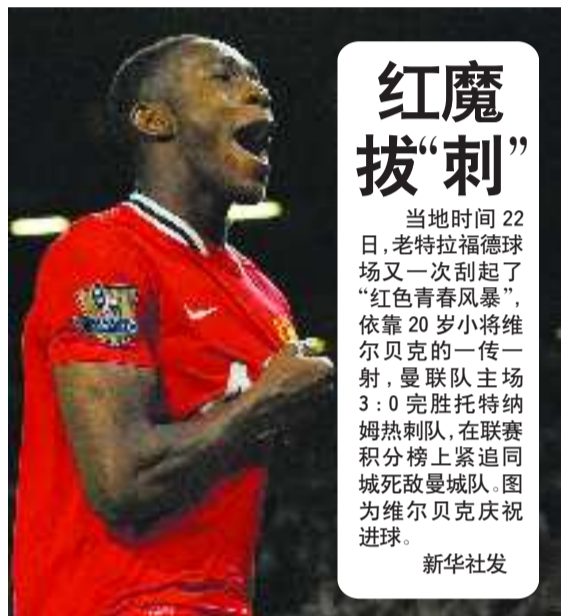 红魔
拔“刺”
当地时间 22
日,老特拉福德球
场又一次刮起了
“红色青春风暴”,
依靠 20 岁小将维
尔贝克的一传一
射,曼联队主场
3:0 完胜托特纳
姆热刺队,在联赛
积分榜上紧追同
城死敌曼城队。图
为维尔贝克庆祝
进球。
新华社发